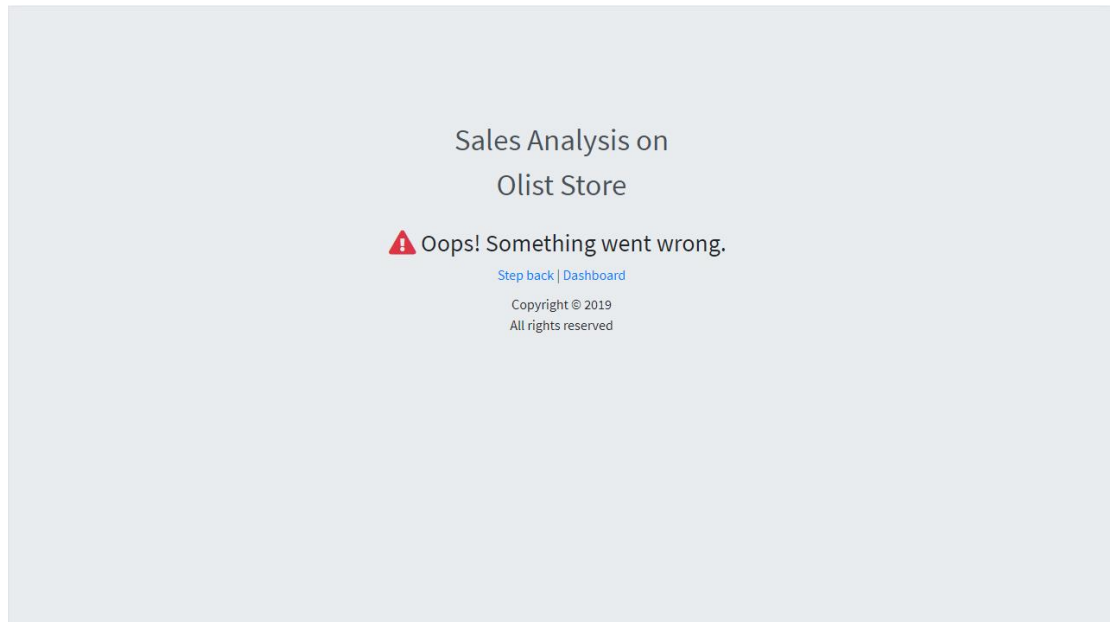 Sales Analysis on
Olist Store
Oops! Something went wrong.
Step back | Dashboard
Copyright © 2019
All rights reserved